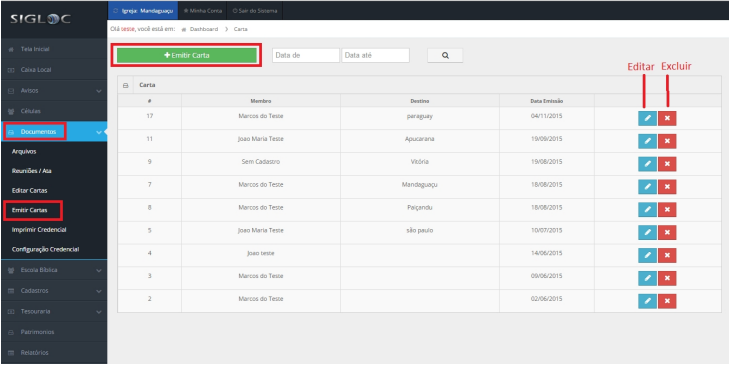 SIGLOC
Igreja: Mandaguaçu Minha Conta Sair do Sistema
Olá teste, você está em: Dashboard > Carta
Tela Inicial
Caixa Local
Avisos
Células
Documentos
Arquivos
Reuniões / Ata
Editar Cartas
Emitir Cartas
Imprimir Credencial
Configuração Credencial
Escola Bíblica
Cadastros
Tesouraria
Patrimonios
Relatórios
+Emitir Carta Data de Data até
Editar Excluir
Carta
# Membro Destino Data Emissão
17 Marcos do Teste paraguay 04/11/2015
11 Joao Maria Teste Apucarana 19/09/2015
9 Sem Cadastro Vitória 19/08/2015
7 Marcos do Teste Mandaguaçu 18/08/2015
8 Marcos do Teste Paiçandu 18/08/2015
5 Joao Maria Teste são paulo 10/07/2015
4 Joao teste 14/06/2015
3 Marcos do Teste 09/06/2015
2 Marcos do Teste 02/06/2015